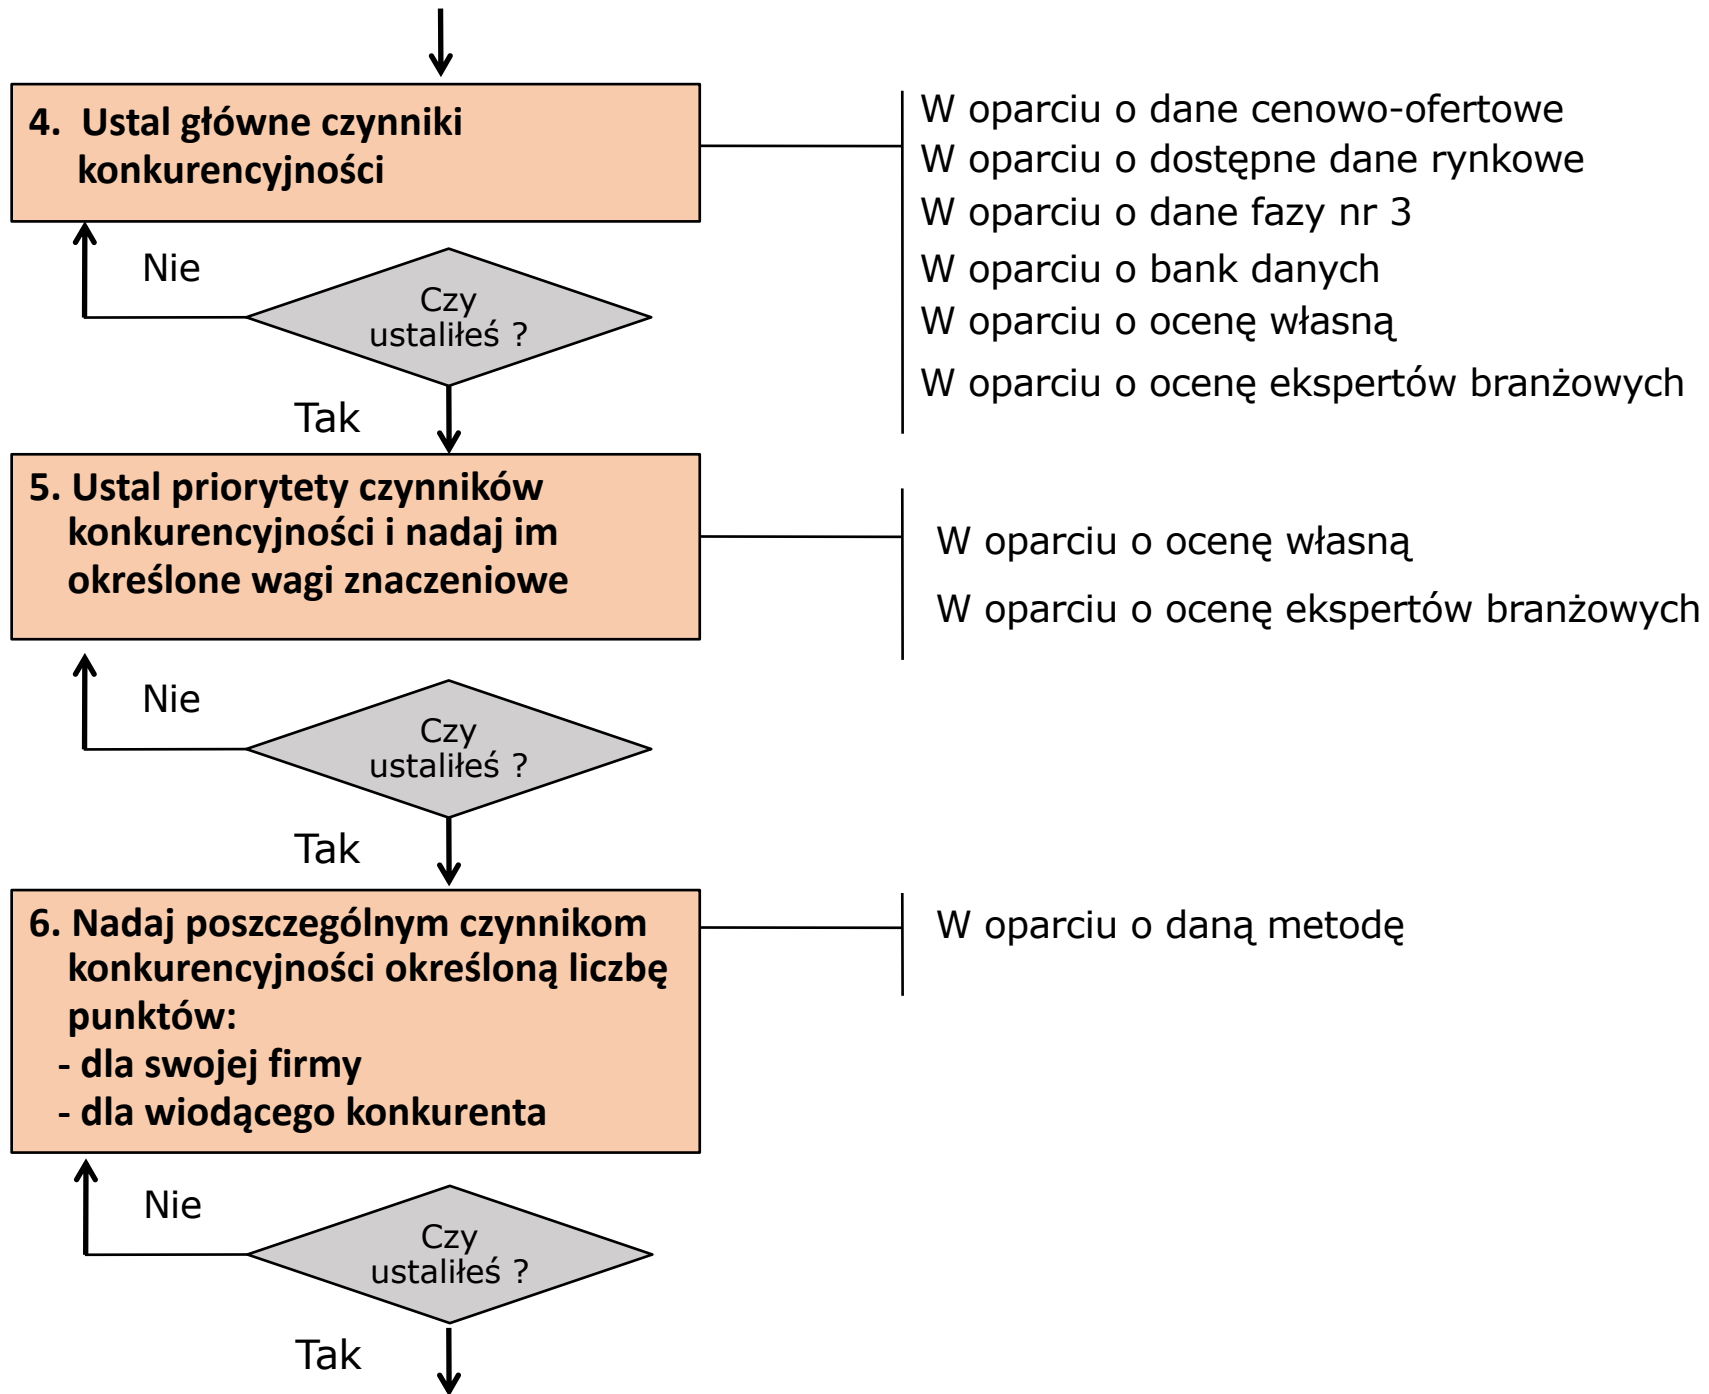 4. Ustal główne czynniki
konkurencyjności
W oparciu o dane cenowo-ofertowe
W oparciu o dostępne dane rynkowe
W oparciu o dane fazy nr 3
W oparciu o bank danych
W oparciu o ocenę własną
W oparciu o ocenę ekspertów branżowych
Nie
Czy
ustaliłeś ?
Tak
5. Ustal priorytety czynników
konkurencyjności i nadaj im
określone wagi znaczeniowe
W oparciu o ocenę własną
W oparciu o ocenę ekspertów branżowych
Nie
Czy
ustaliłeś ?
Tak
6. Nadaj poszczególnym czynnikom
konkurencyjności określoną liczbę
punktów:
- dla swojej firmy
- dla wiodącego konkurenta
W oparciu o daną metodę
Nie
Czy
ustaliłeś ?
Tak